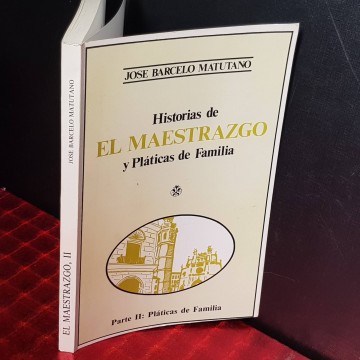 JOSE BARCELO MATUTANO
Historias de
EL MAESTRAZGO
y Pláticas de Familia
Parte II: Pláticas de Familia
JOSE BARCELO MATUTANO
EL MAESTRAZGO, II